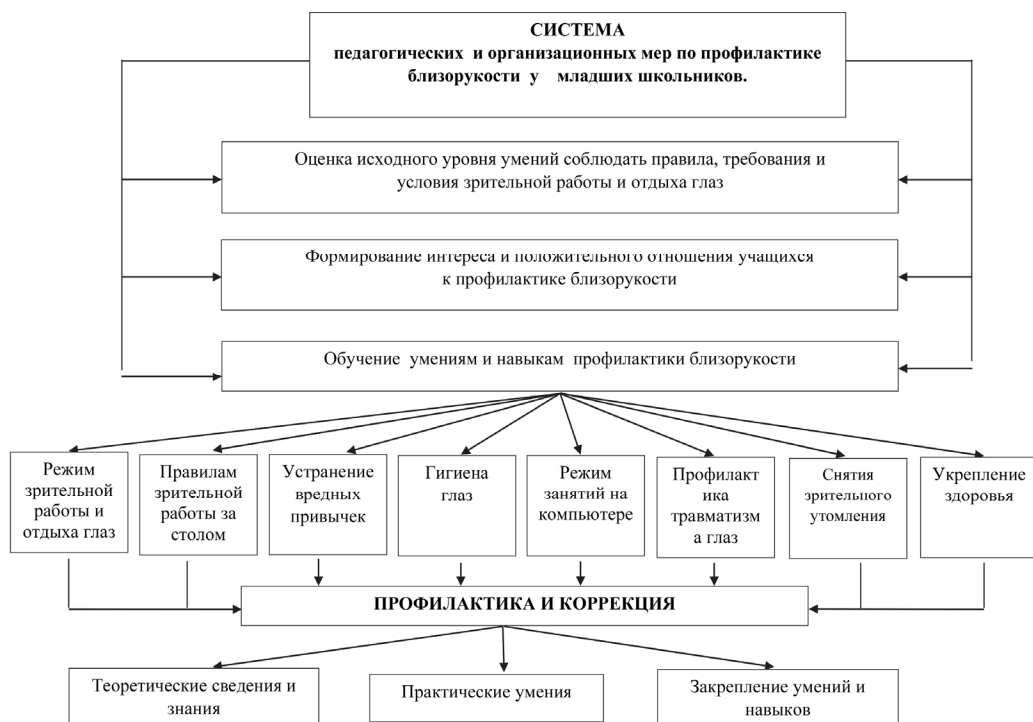 СИСТЕМА
педагогических и организационных мер по профилактике
близорукости у младших школьников.
Оценка исходного уровня умений соблюдать правила, требования и
условия зрительной работы и отдыха глаз
Формирование интереса и положительного отношения учащихся
к профилактике близорукости
Обучение умениям и навыкам профилактики близорукости
Режим
зрительной
работы и
отдыха глаз
Правилам
зрительной
работы за
столом
Устранение
вредных
привычек
Гигиена
глаз
Режим
занятий на
компьютере
Профилакт
ика
травматизм
а глаз
Снятия
зрительного
утомления
Укрепление
здоровья
ПРОФИЛАКТИКА И КОРРЕКЦИЯ
Теоретические сведения и
знания
Практические умения
Закрепление умений и
навыков